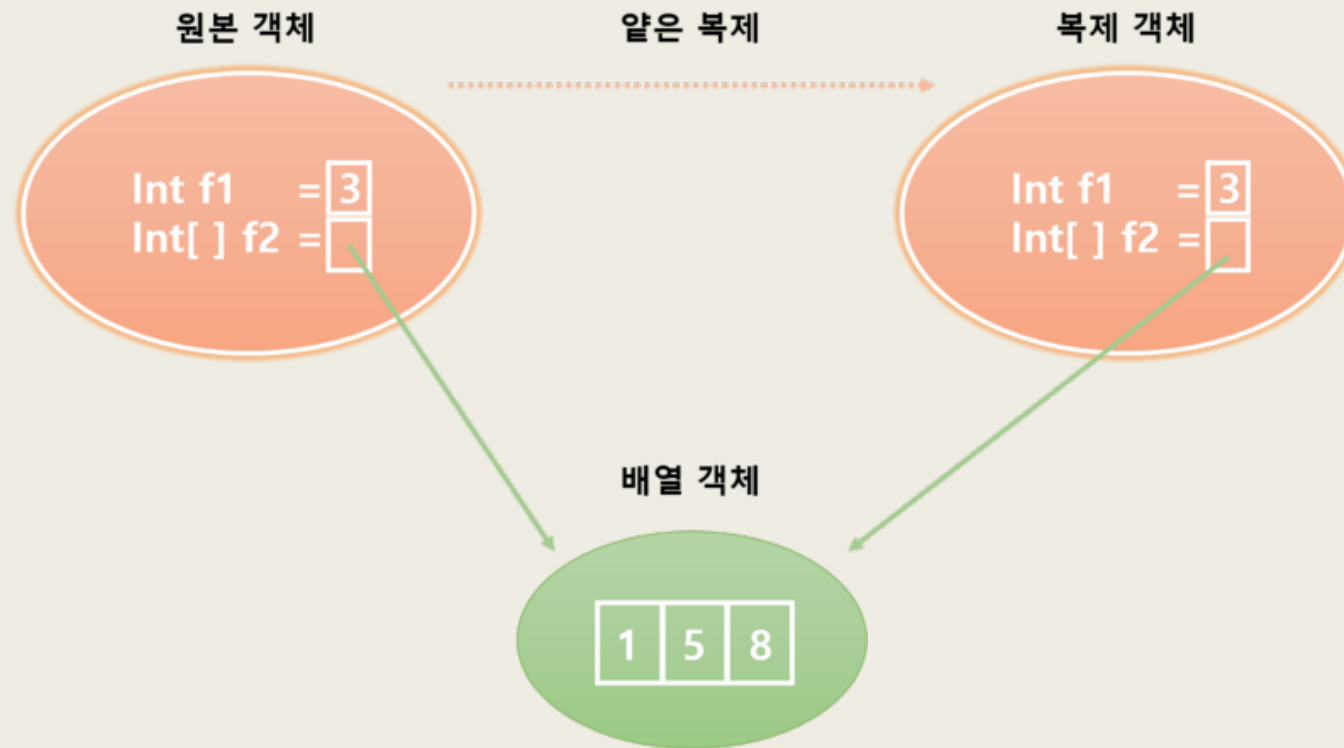 원본 객체 얕은 복제 복제 객체
Int f1 = 3
Int[ ] f2 =
Int f1 = 3
Int[ ] f2 =
배열 객체
1 5 8